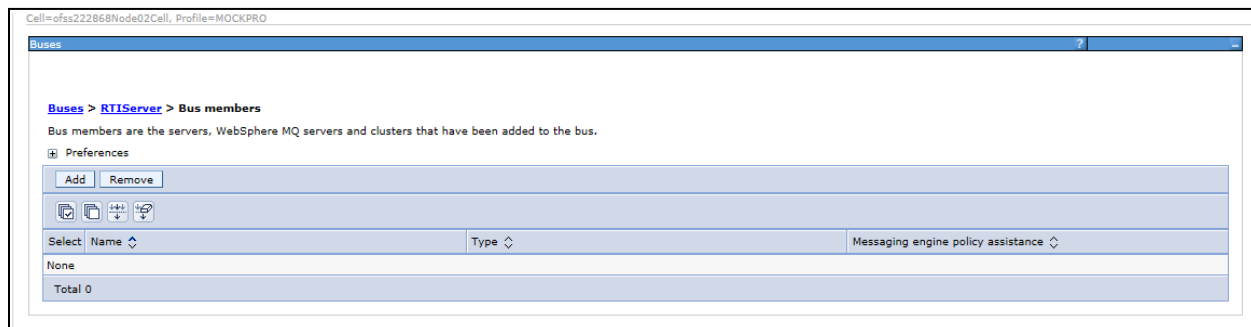 Cell=ofss222868Node02Cell, Profile=MOCKPRO
Buses ?
Buses > RTIServer > Bus members
Bus members are the servers, WebSphere MQ servers and clusters that have been added to the bus.
Preferences
Add Remove
Select Name Type Messaging engine policy assistance
None
Total 0